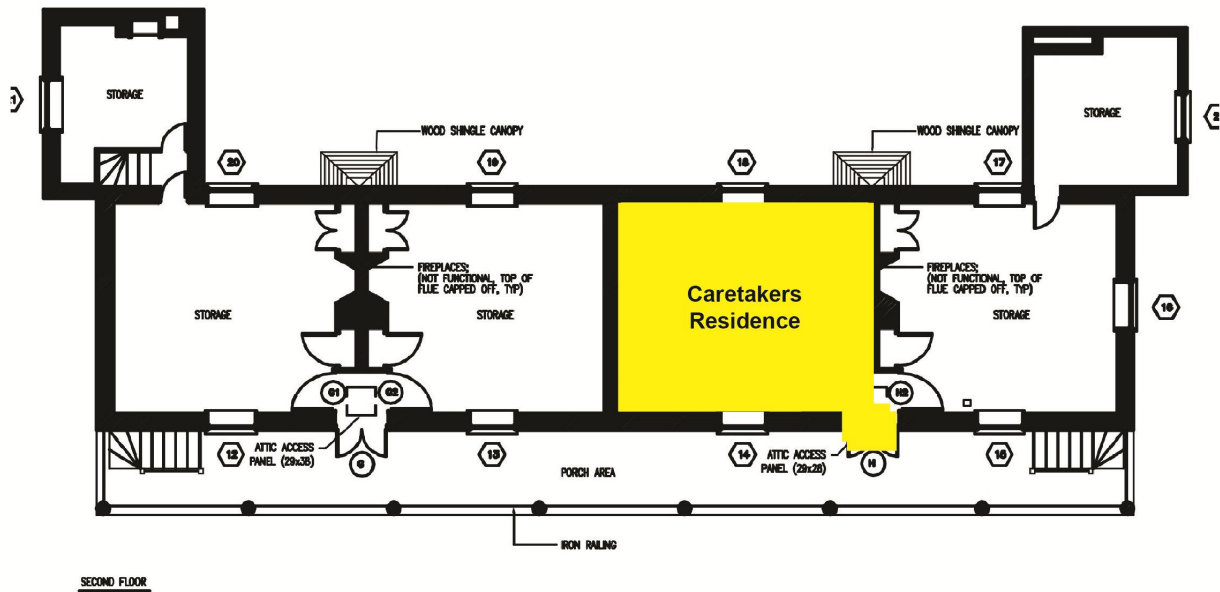 STORAGE
STORAGE
WOOD SHINGLE CANOPY
WOOD SHINGLE CANOPY
20
19
18
17
FIREPLACES;
(NOT FUNCTIONAL, TOP OF
FLUE CAPPED OFF, TYP)
FIREPLACES;
(NOT FUNCTIONAL, TOP OF
FLUE CAPPED OFF, TYP)
Caretakers
Residence
STORAGE
STORAGE
STORAGE
16
G1
G2
H2
12
ATTIC ACCESS
PANEL (29x36)
G
13
14
ATTIC ACCESS
PANEL (29x28)
H
15
PORCH AREA
IRON RAILING
SECOND FLOOR